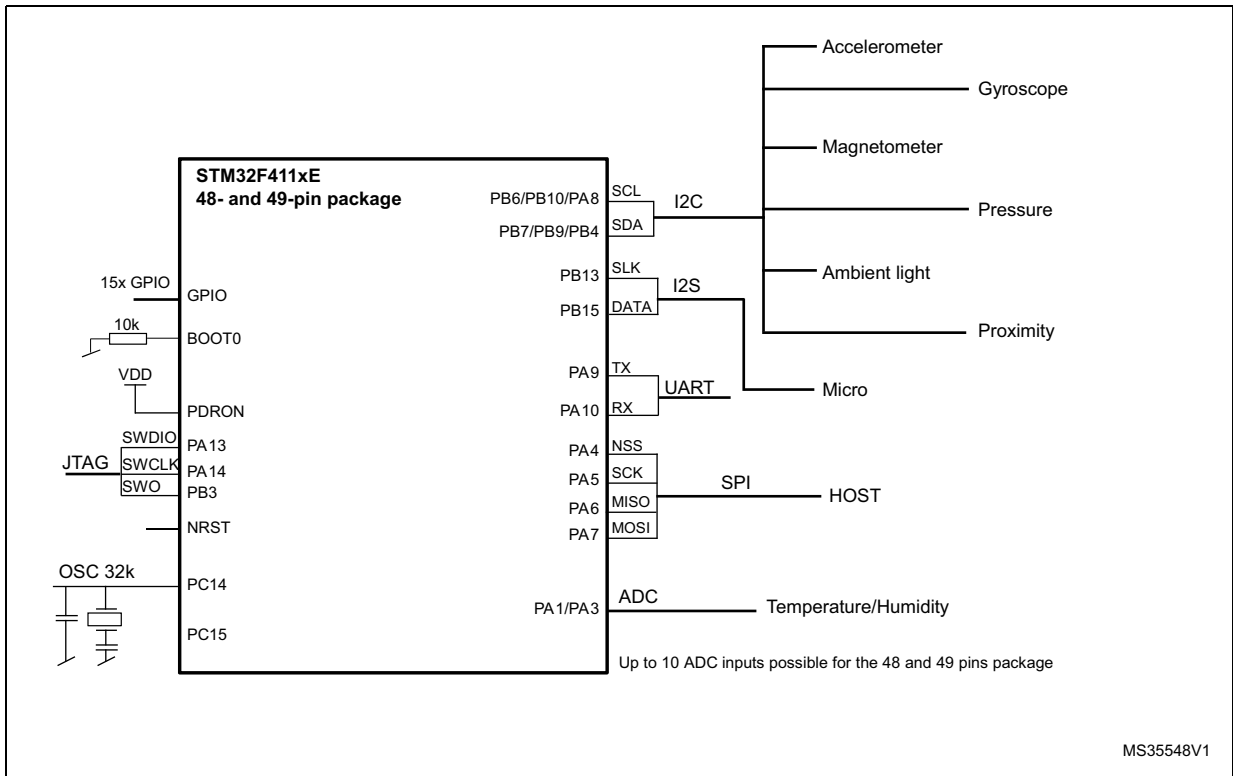 STM32F411xE
48- and 49-pin package
15x GPIO
GPIO
10k
BOOT0
VDD
PDRON
SWDIO
PA13
JTAG
SWCLK
PA14
SWO
PB3
NRST
OSC 32k
PC14
PC15
PB6/PB10/PA8
SCL
I2C
PB7/PB9/PB4
SDA
PB13
SLK
I2S
PB15
DATA
PA9
TX
UART
PA10
RX
PA4
NSS
PA5
SCK
SPI
HOST
PA6
MISO
PA7
MOSI
PA1/PA3
ADC
Temperature/Humidity
Accelerometer
Gyroscope
Magnetometer
Pressure
Ambient light
Proximity
Micro
Up to 10 ADC inputs possible for the 48 and 49 pins package
MS35548V1